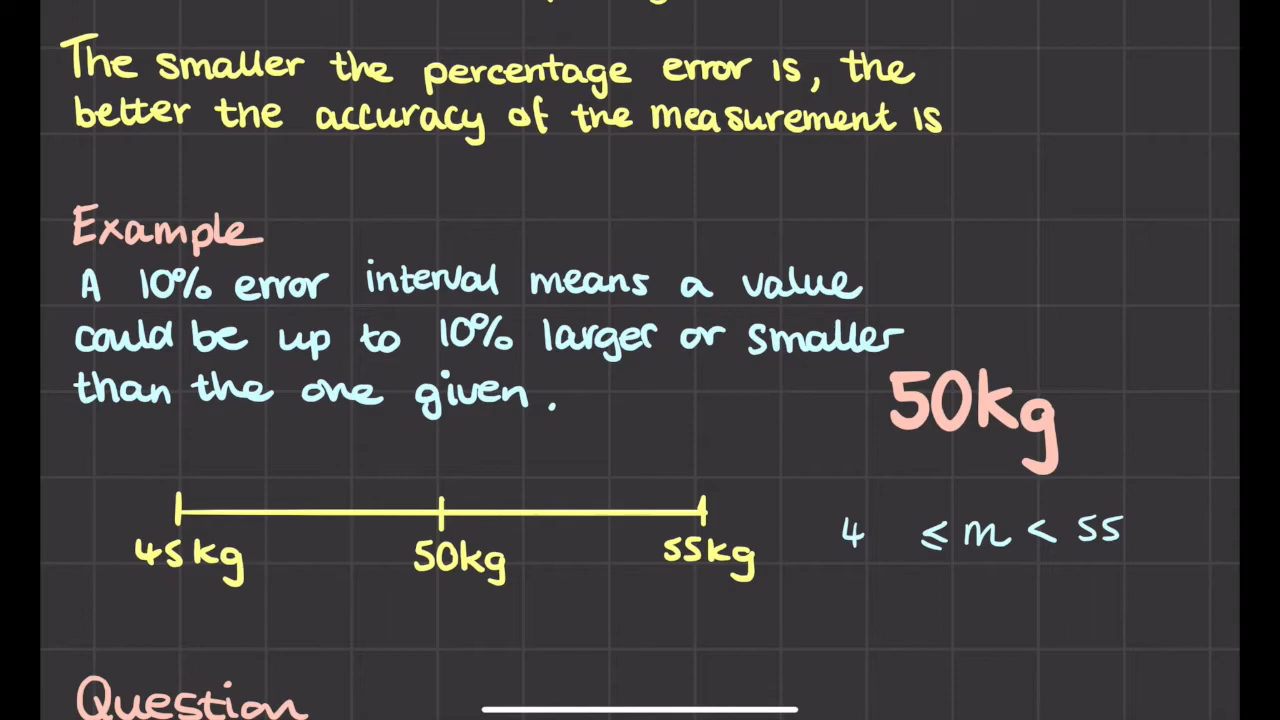 The smaller the percentage error is, the
better the accuracy of the measurement is
Example
A 10% error interval means a value
could be up to 10% larger or smaller
than the one given.
50kg
45kg 50kg 55kg
4 ≤ m < 55
Question